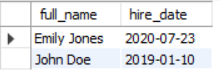 full_name hire_date
Emily Jones 2020-07-23
John Doe 2019-01-10